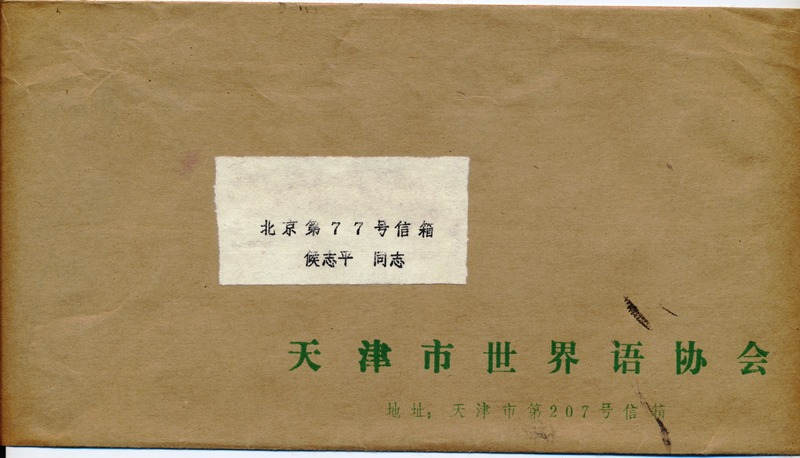 北京第77号信箱
候志平 同志
天津市世界语协会
地址：天津市第207号信箱